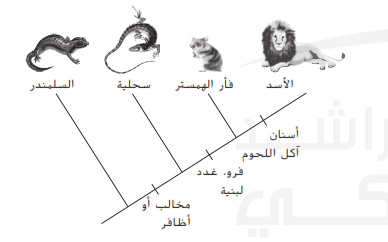 الأسد
فأر الهمستر
سحلية
السلمندر
أسنان
آكل اللحوم
فرو، غدد
لبنية
مخالب أو
أظافر